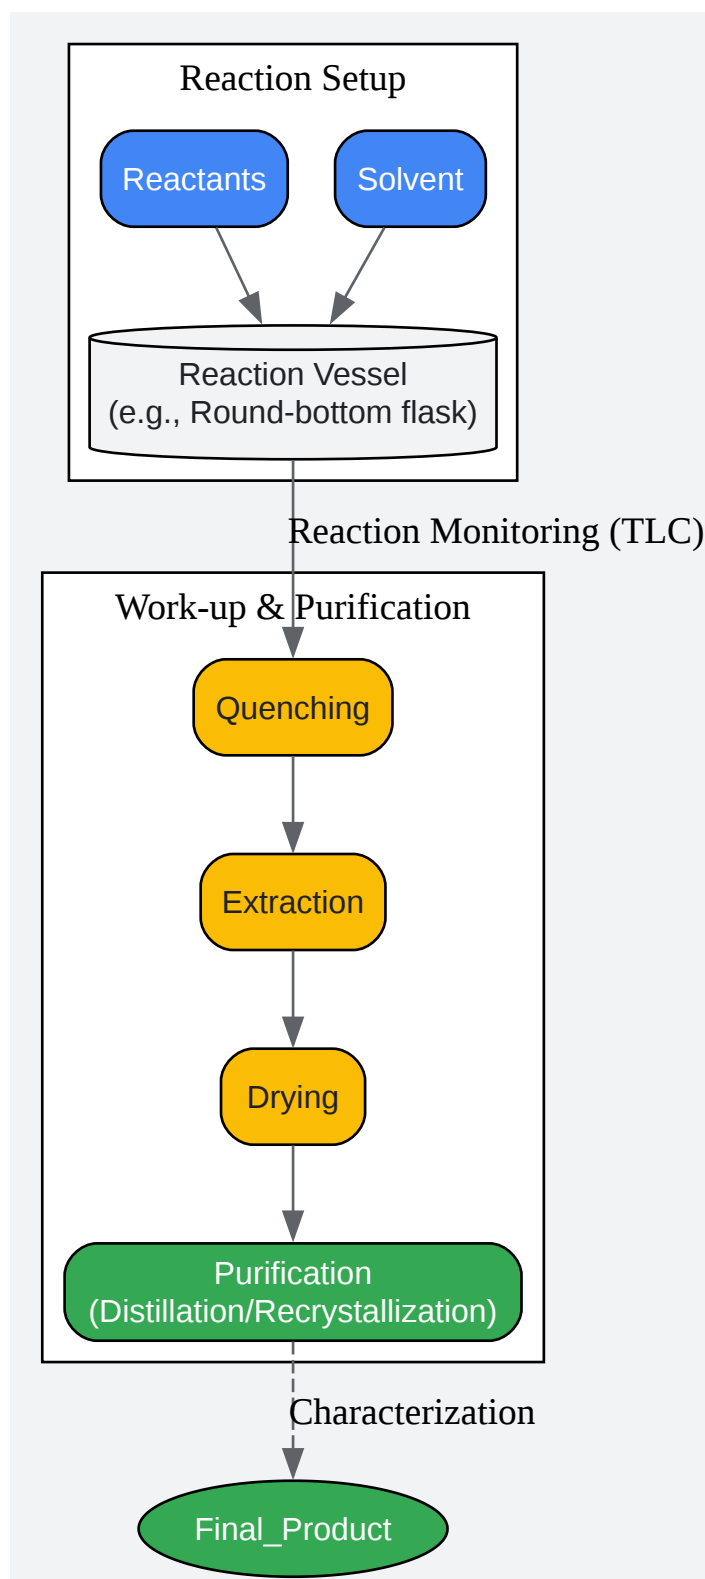 Reaction Setup
Reactants
Solvent
Reaction Vessel
(e.g., Round-bottom flask)
Reaction Monitoring (TLC)
Work-up & Purification
Quenching
Extraction
Drying
Purification
(Distillation/Recrystallization)
Characterization
Final_Product